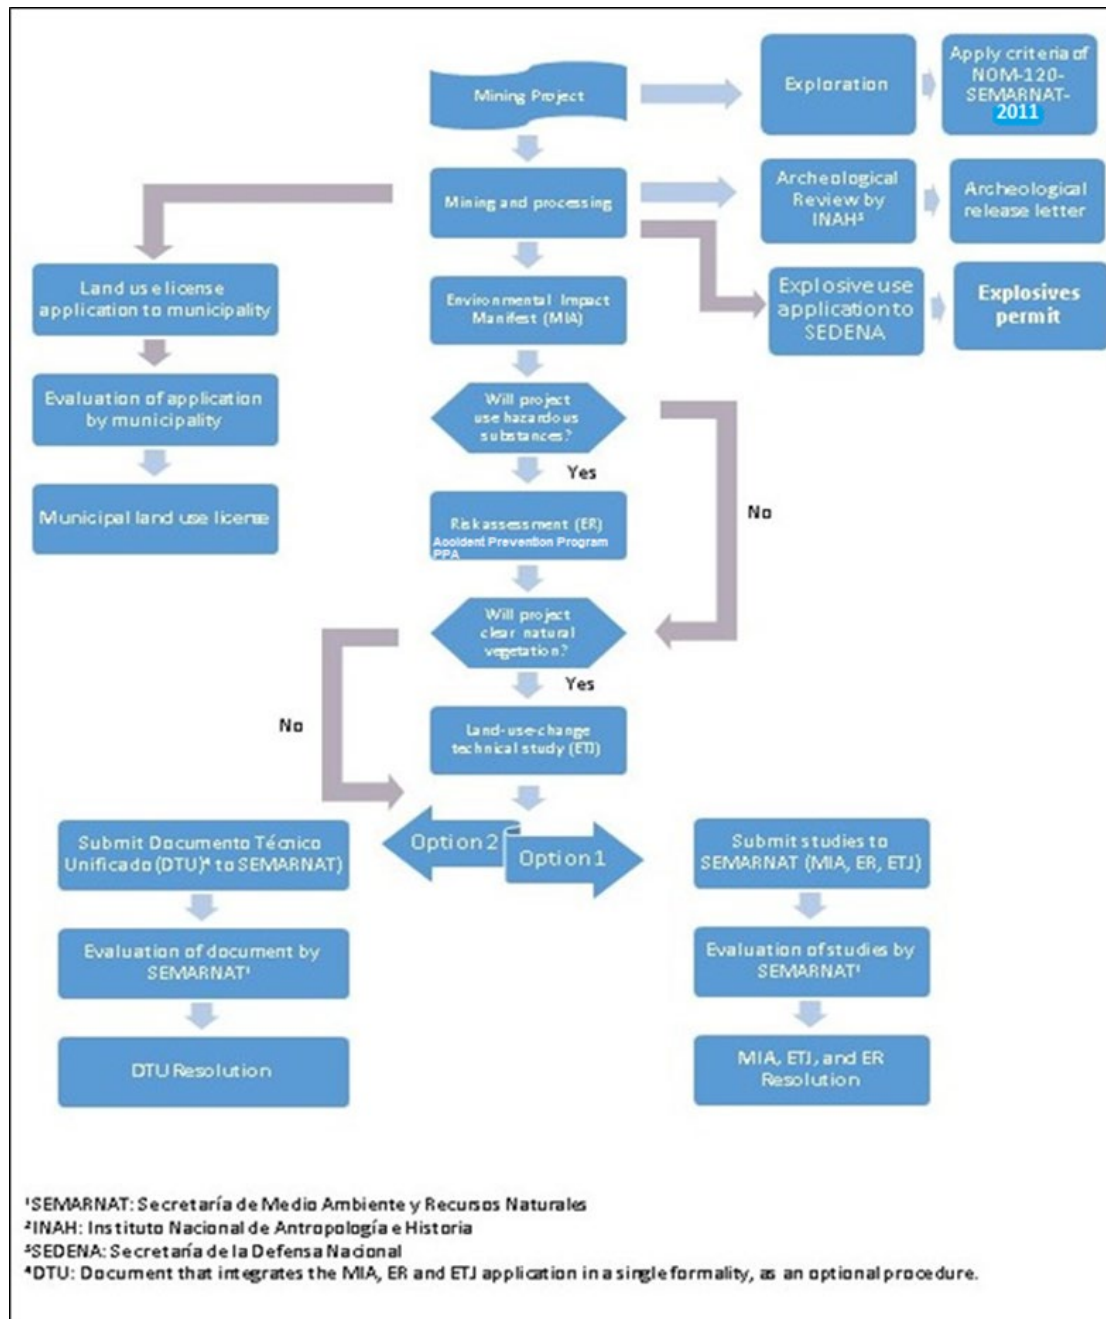 Mining Project
Exploration
Apply criteria of
NOM-120-
SEMARNAT-
2011
Mining and processing
Archeological
Review by
INAH³
Archeological
release letter
Land use license
application to municipality
Environmental Impact
Manifest (MIA)
Explosive use
application to
SEDENA
Explosives
permit
Evaluation of application
by municipality
Will project
use hazardous
substances?
Yes
No
Municipal land use license
Risk assessment (ER)
Accident Prevention Program
PPA
Will project
clear natural
vegetation?
Yes
No
Land-use-change
technical study (ETJ)
Option 2
Option 1
Submit Documento Técnico
Unificado (DTU)⁴ to SEMARNAT)
Evaluation of document by
SEMARNAT¹
DTU Resolution
Submit studies to
SEMARNAT (MIA, ER, ETJ)
Evaluation of studies by
SEMARNAT¹
MIA, ETJ, and ER
Resolution
¹SEMARNAT: Secretaría de Medio Ambiente y Recursos Naturales
²INAH: Instituto Nacional de Antropología e Historia
³SEDENA: Secretaría de la Defensa Nacional
⁴DTU: Document that integrates the MIA, ER and ETJ application in a single formality, as an optional procedure.